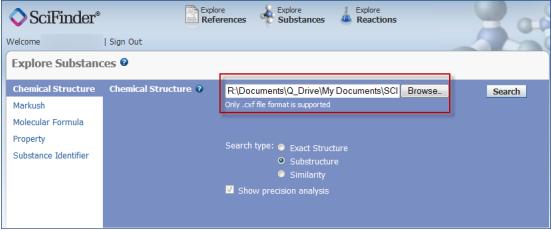 SciFinder®
Explore References
Explore Substances
Explore Reactions
Welcome | Sign Out
Explore Substances ?
Chemical Structure
Markush
Molecular Formula
Property
Substance Identifier
Chemical Structure ?
R:\Documents\Q_Drive\My Documents\SCI
Browse..
Search
Only .cxf file format is supported
Search type:
Exact Structure
Substructure
Similarity
Show precision analysis